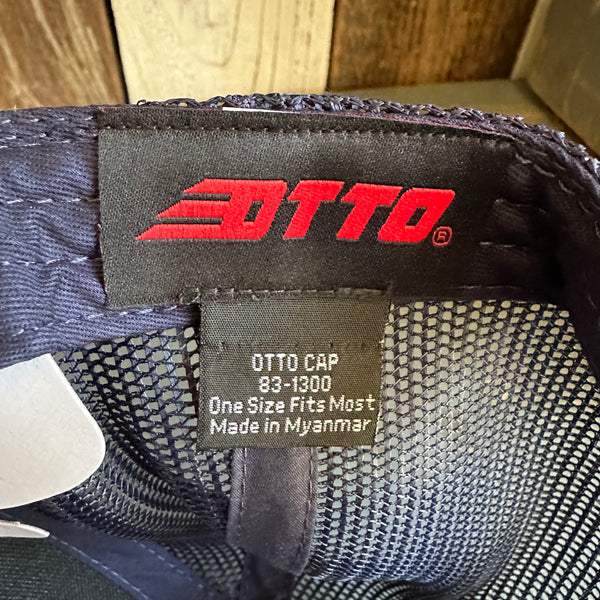 OTTO ®
OTTO CAP
83-1300
One Size Fits Most
Made in Myanmar